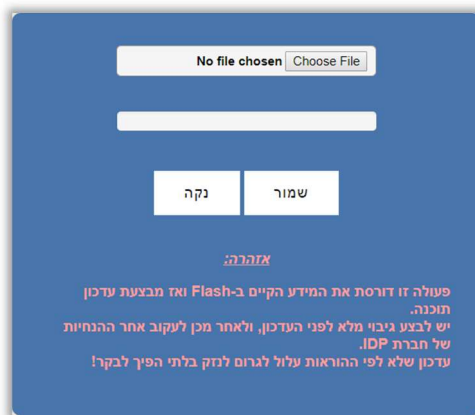 Choose File No file chosen
שמור נקה
אזהרה:
פעולה זו דורסת את המידע הקיים ב-Flash ואז מבצעת עדכון
תוכנה.
יש לבצע גיבוי מלא לפני העדכון, ולאחר מכן לעקוב אחר ההנחיות
של חברת IDP.
עדכון שלא לפי ההוראות עלול לגרום לנזק בלתי הפיך לבקר!